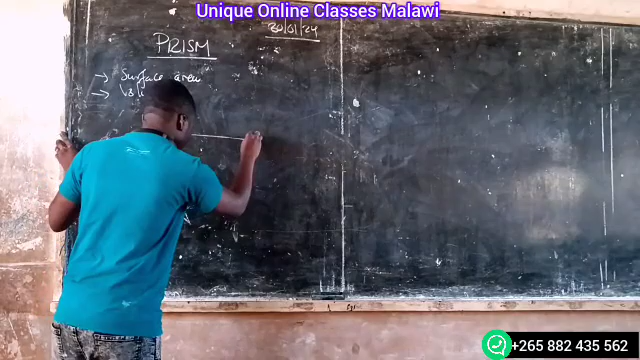 Unique Online Classes Malawi
30/01/24
PRISM
→ Surface area
→
+265 882 435 562